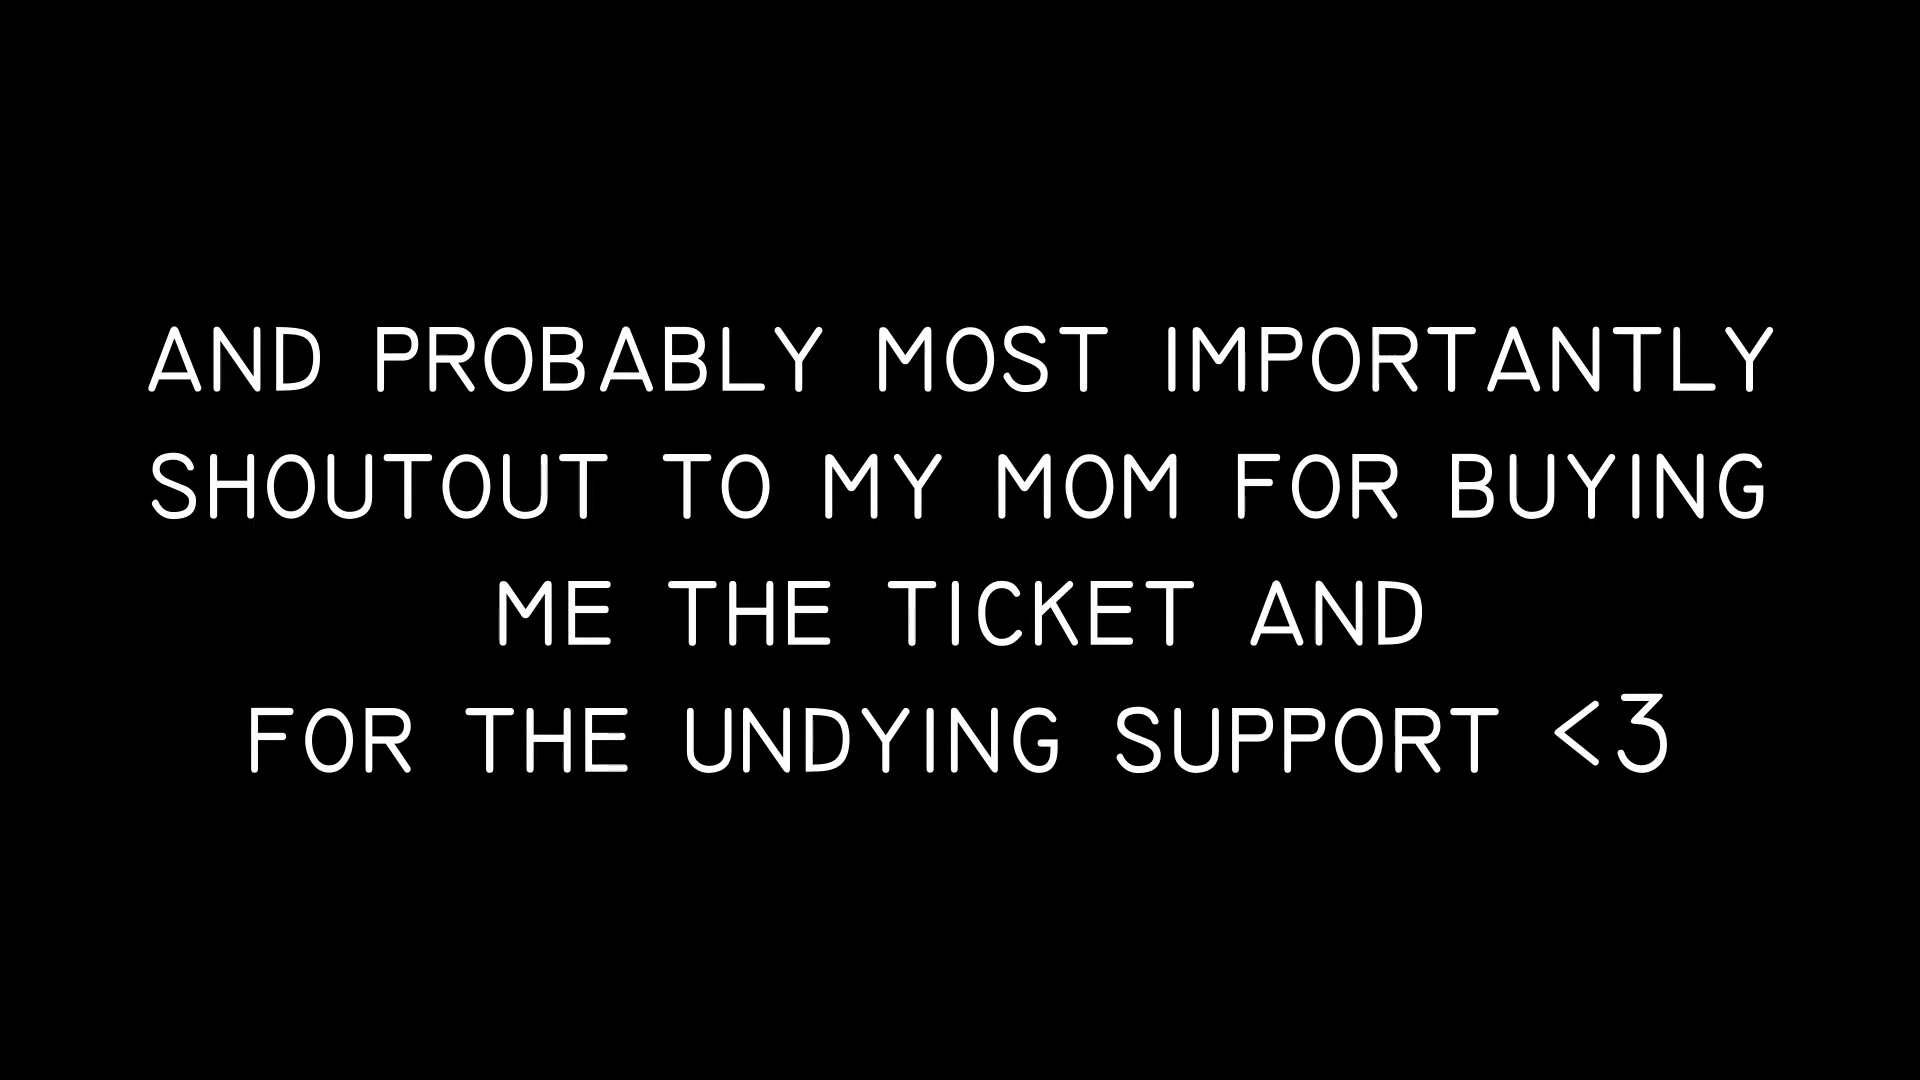 AND PROBABLY MOST IMPORTANTLY
SHOUTOUT TO MY MOM FOR BUYING
ME THE TICKET AND
FOR THE UNDYING SUPPORT <3